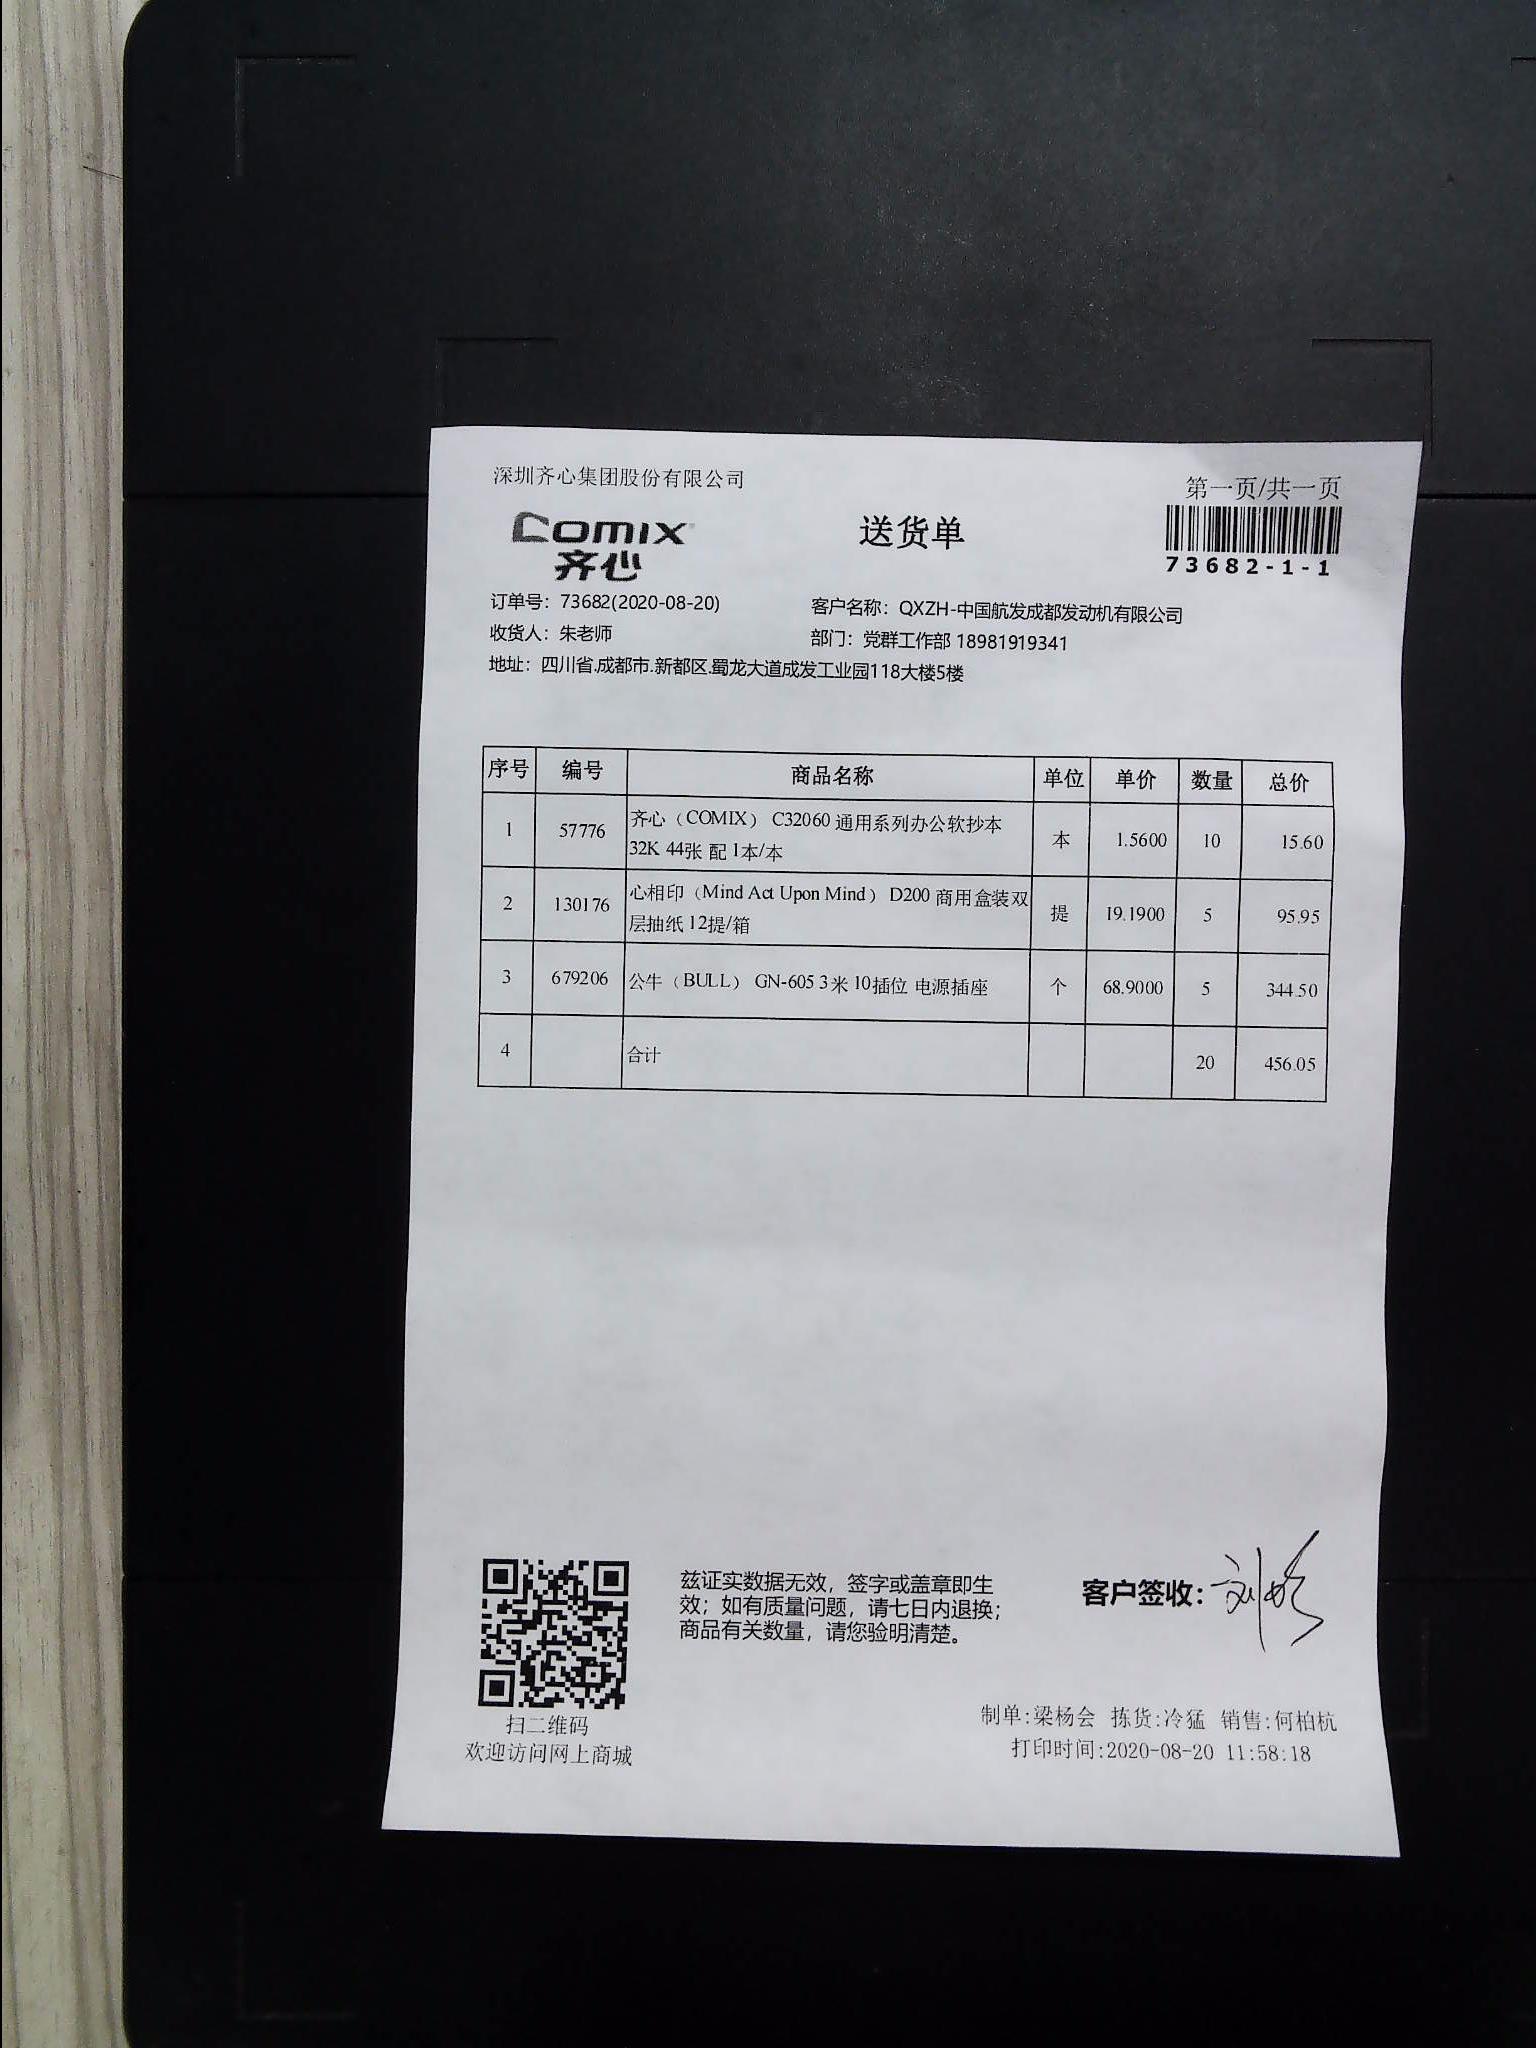 深圳齐心集团股份有限公司
第一页/共一页
COMIX
齐心
送货单
73682-1-1
订单号：73682(2020-08-20)
客户名称：QXZH-中国航发成都发动机有限公司
收货人：朱老师
部门：党群工作部 18981919341
地址：四川省.成都市.新都区.蜀龙大道成发工业园118大楼5楼
序号 编号 商品名称 单位 单价 数量 总价
1 57776 齐心（COMIX） C32060 通用系列办公软抄本 本 1.5600 10 15.60
32K 44张 配 1本/本
2 130176 心相印（Mind Act Upon Mind） D200 商用盒装双 提 19.1900 5 95.95
层抽纸 12提/箱
3 679206 公牛（BULL） GN-605 3米 10插位 电源插座 个 68.9000 5 344.50
4 合计 20 456.05
兹证实数据无效，签字或盖章即生
效；如有质量问题，请七日内退换；
商品有关数量，请您验明清楚。
客户签收：
扫二维码
欢迎访问网上商城
制单:梁杨会 拣货:冷猛 销售:何柏杭
打印时间:2020-08-20 11:58:18